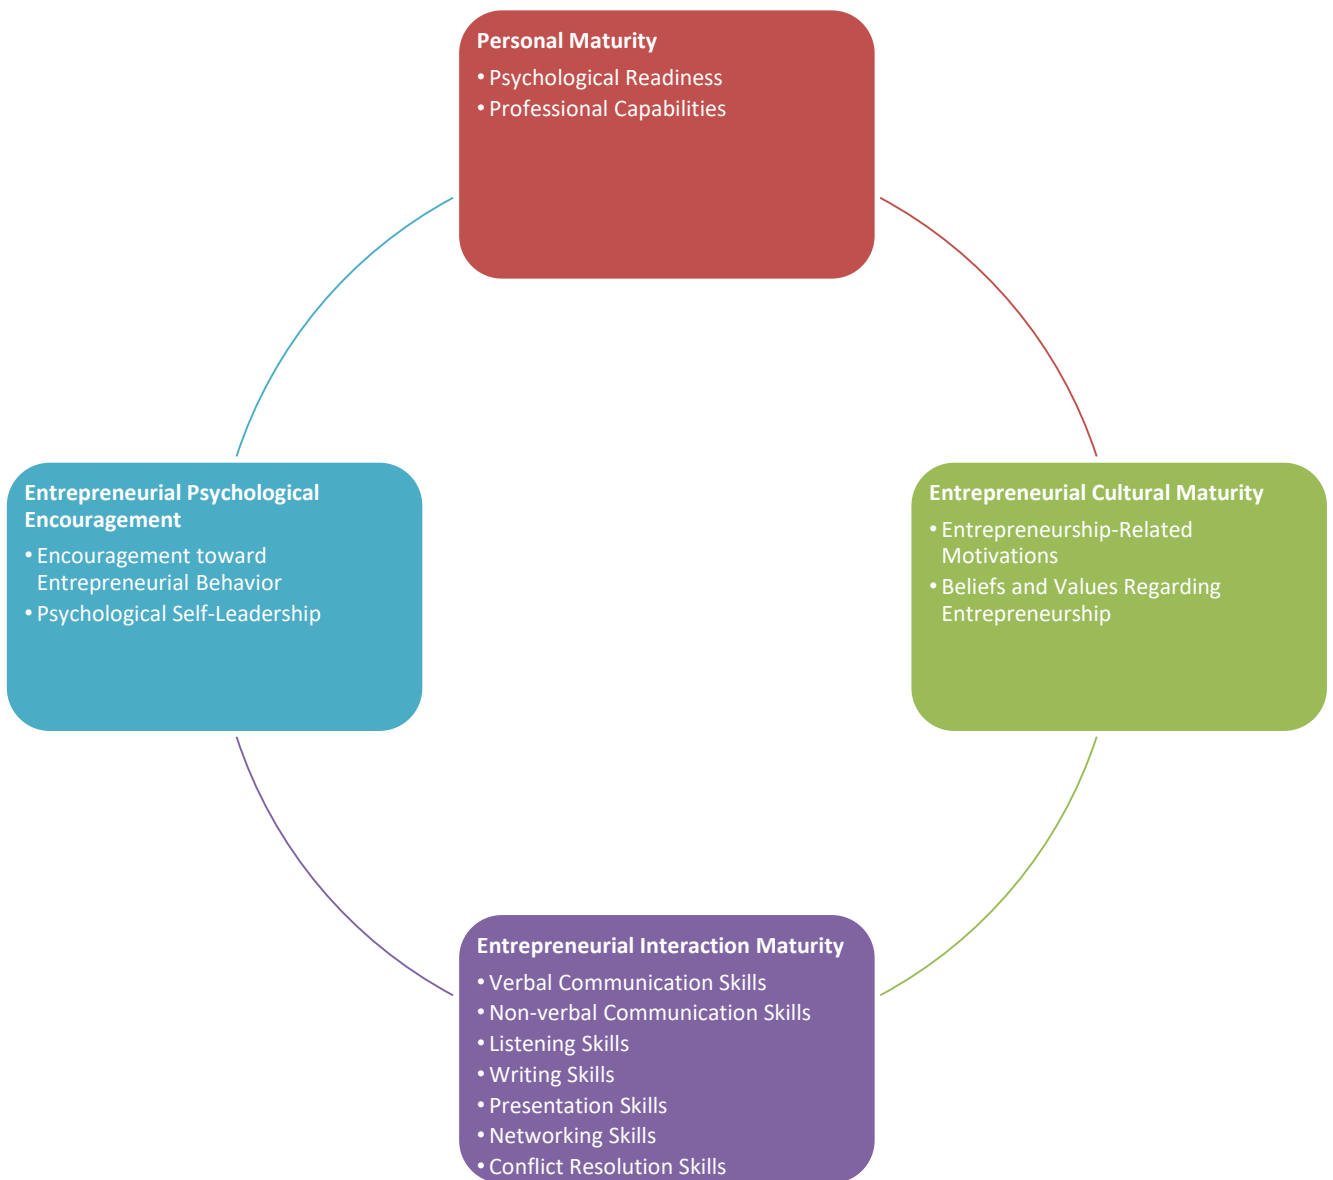 Personal Maturity
• Psychological Readiness
• Professional Capabilities
Entrepreneurial Psychological
Encouragement
• Encouragement toward
Entrepreneurial Behavior
• Psychological Self-Leadership
Entrepreneurial Cultural Maturity
• Entrepreneurship-Related
Motivations
• Beliefs and Values Regarding
Entrepreneurship
Entrepreneurial Interaction Maturity
• Verbal Communication Skills
• Non-verbal Communication Skills
• Listening Skills
• Writing Skills
• Presentation Skills
• Networking Skills
• Conflict Resolution Skills